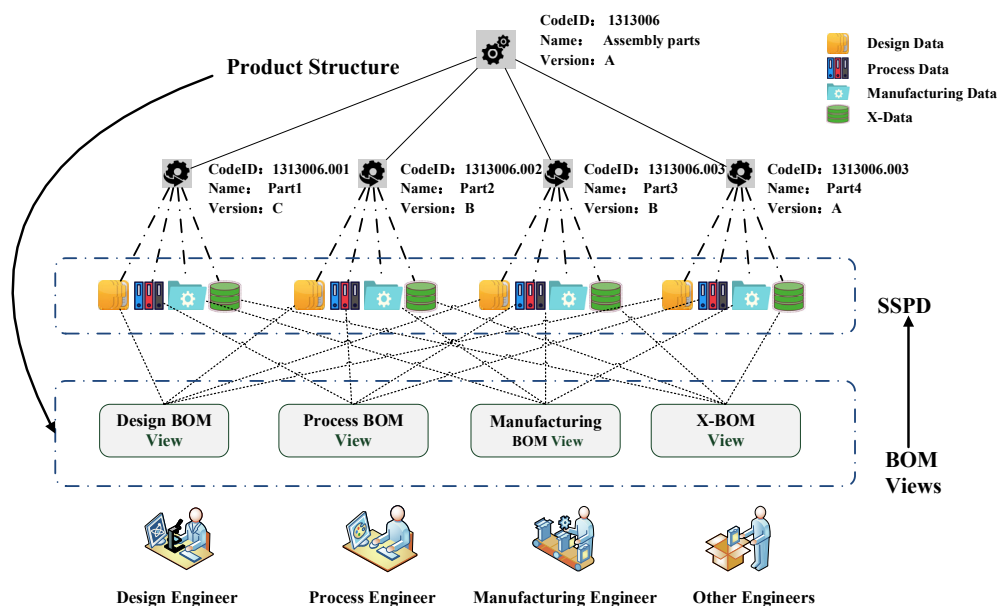 CodeID：1313006
Name： Assembly parts
Version：A
Design Data
Process Data
Manufacturing Data
X-Data
Product Structure
CodeID：1313006.001
Name： Part1
Version：C
CodeID：1313006.002
Name： Part2
Version：B
CodeID：1313006.003
Name： Part3
Version：B
CodeID：1313006.003
Name： Part4
Version：A
SSPD
Design BOM
View
Process BOM
View
Manufacturing
BOM View
X-BOM
View
BOM
Views
Design Engineer
Process Engineer
Manufacturing Engineer
Other Engineers